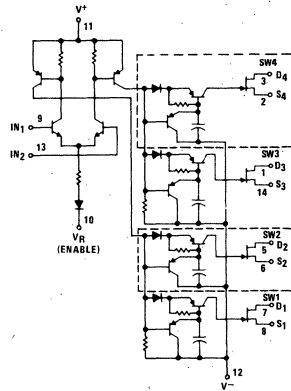 V+
11
SW4
D4
3
2
S4
IN1
9
IN2
13
SW3
D3
1
14
S3
10
VR
(ENABLE)
SW2
D2
5
6
S2
SW1
D1
7
8
S1
12
V−